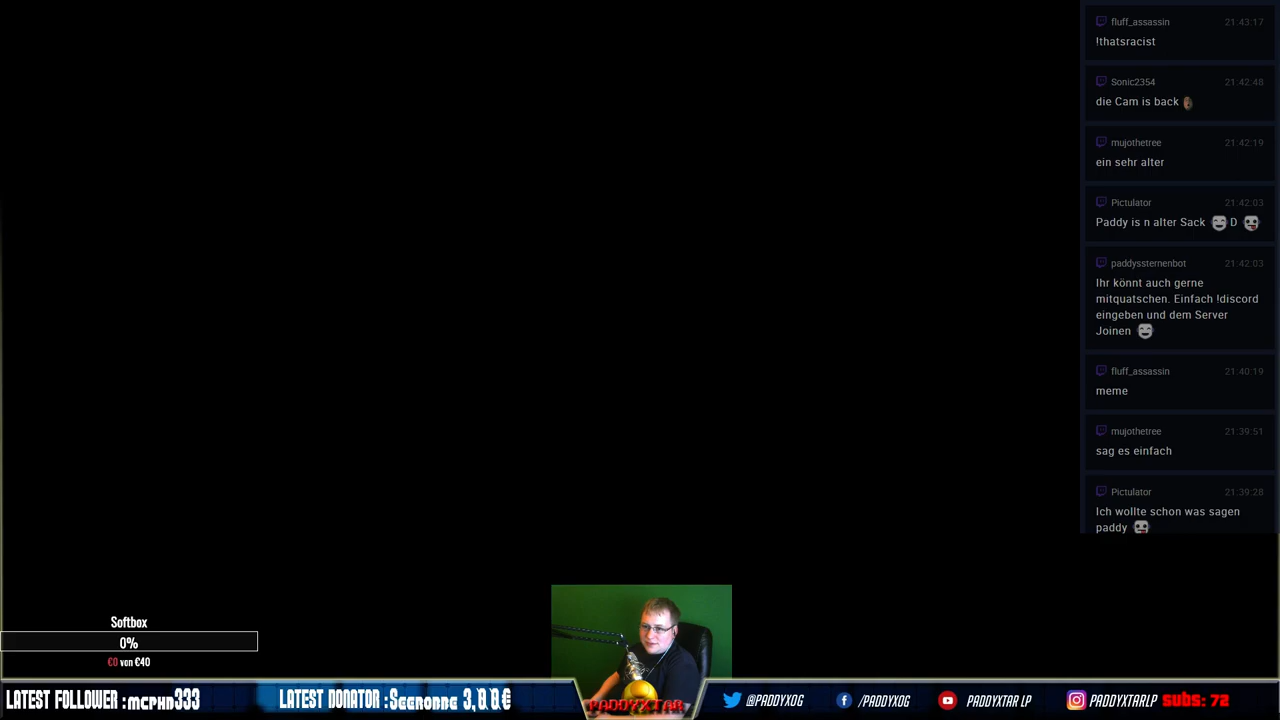 fluff_assassin 21:43:17
!thatsracist
Sonic2354 21:42:48
die Cam is back
mujothetree 21:42:19
ein sehr alter
Pictulator 21:42:03
Paddy is n alter Sack D
paddyssternenbot 21:42:03
Ihr könnt auch gerne
mitquatschen. Einfach !discord
eingeben und dem Server
Joinen
fluff_assassin 21:40:19
meme
mujothetree 21:39:51
sag es einfach
Pictulator 21:39:28
Ich wollte schon was sagen
paddy
Softbox
0%
€0 von €40
LATEST FOLLOWER : mcphd333
LATEST DONATOR : 3,00€
PADDYXTAR
@PADDYXOG
/PADDYXOG
PADDYXTAR LP
PADDYXTARLP
subs: 72